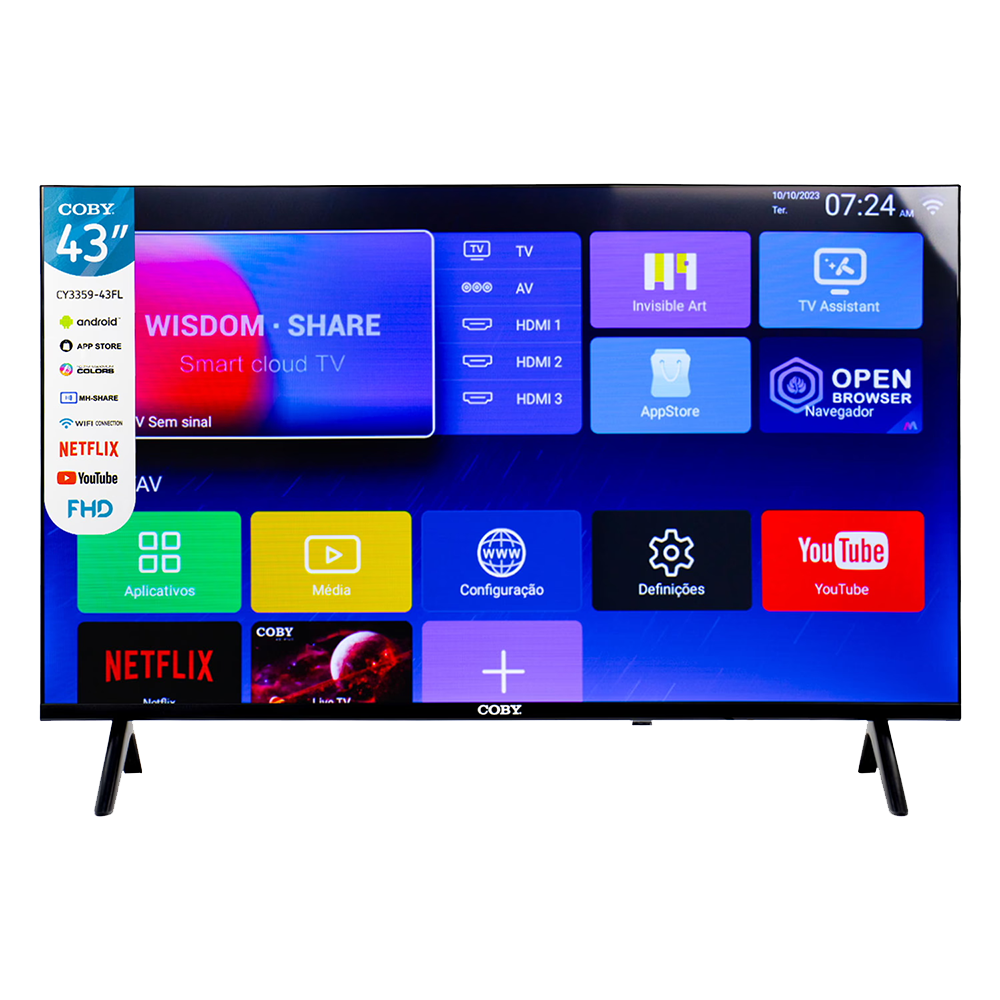 COBY
43”
CY3359-43FL
android
APP STORE
COLORS
MH-SHARE
WIFI CONNECTION
NETFLIX
YouTube
FHD
10/10/2023
Ter.
07:24 AM
WISDOM · SHARE
Smart cloud TV
V Sem sinal
TV
TV
AV
HDMI 1
HDMI 2
HDMI 3
Invisible Art
TV Assistant
AppStore
OPEN
BROWSER
Navegador
AV
Aplicativos
Média
WWW
Configuração
Definições
YouTube
YouTube
NETFLIX
Netflix
COBY
Live TV
COBY